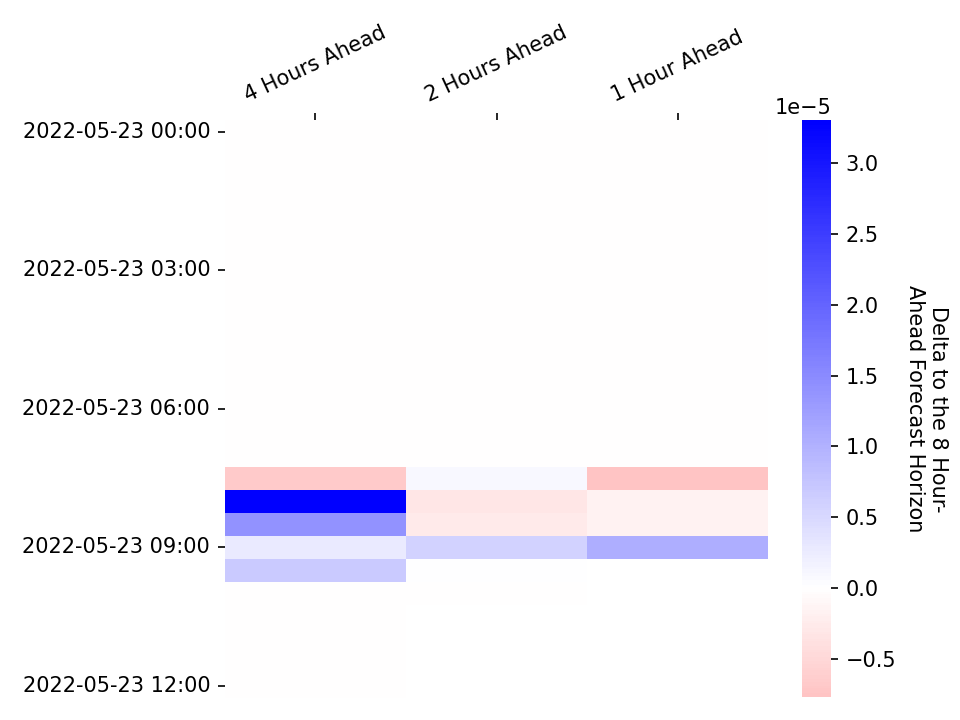 4 Hours Ahead
2 Hours Ahead
1 Hour Ahead
1e−5
2022-05-23 00:00
2022-05-23 03:00
2022-05-23 06:00
2022-05-23 09:00
2022-05-23 12:00
3.0
2.5
2.0
1.5
1.0
0.5
0.0
−0.5
Delta to the 8 Hour-
Ahead Forecast Horizon